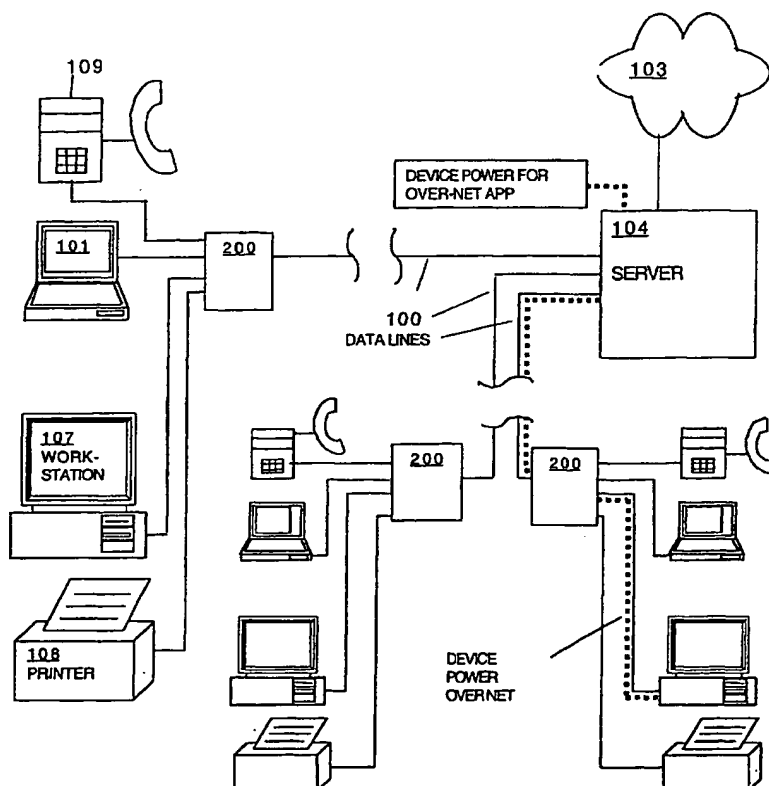 109
103
DEVICE POWER FOR
OVER-NET APP
101
200
104
SERVER
100
DATA LINES
107
WORK-
STATION
200
200
108
PRINTER
DEVICE
POWER
OVER NET